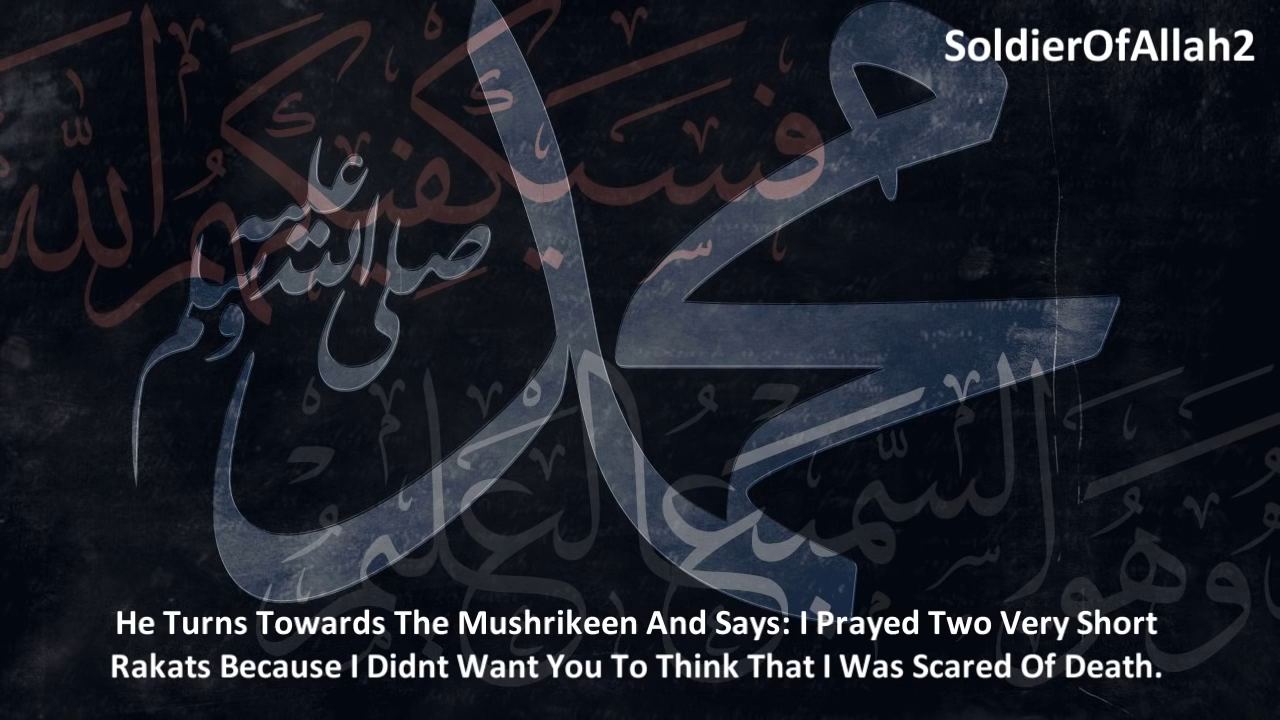 SoldierOfAllah2
فسيكفيكهم الله
محمد
صلى الله
عليه
وسلم
وهو السميع العليم
He Turns Towards The Mushrikeen And Says: I Prayed Two Very Short
Rakats Because I Didnt Want You To Think That I Was Scared Of Death.